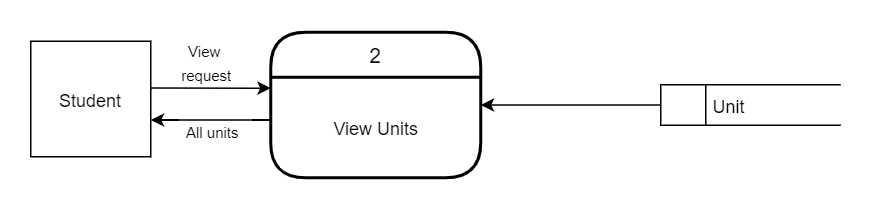 Student
View
request
All units
2
View Units
Unit